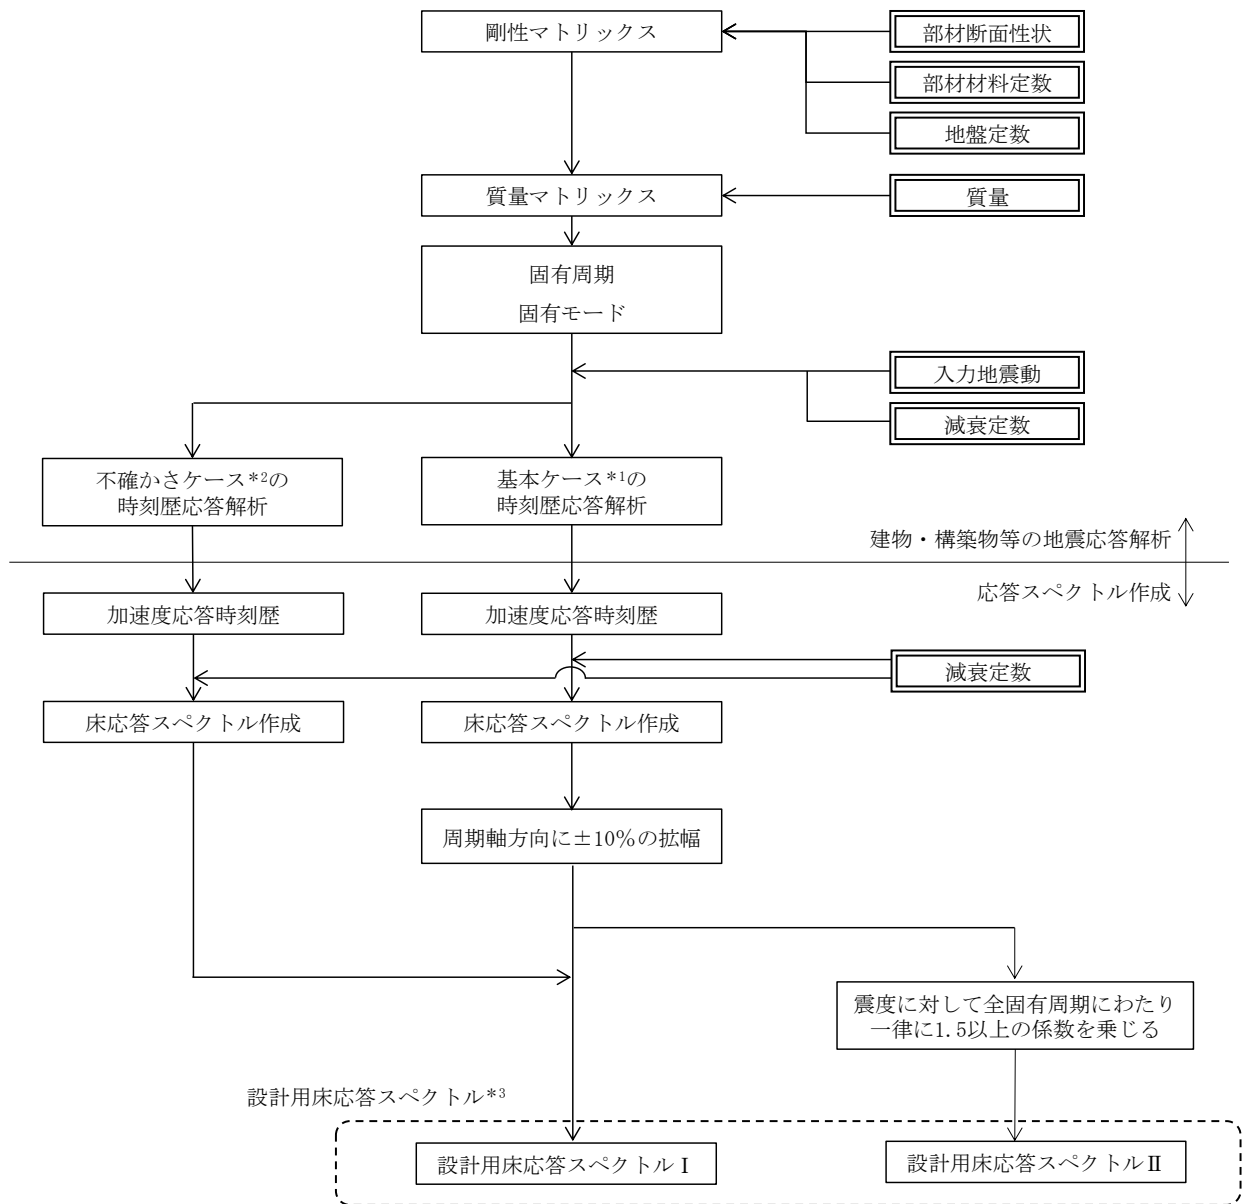 剛性マトリックス
部材断面性状
部材材料定数
地盤定数
質量マトリックス
質量
固有周期
固有モード
入力地震動
減衰定数
不確かさケース*2の
時刻歴応答解析
基本ケース*1の
時刻歴応答解析
建物・構築物等の地震応答解析
応答スペクトル作成
加速度応答時刻歴
加速度応答時刻歴
減衰定数
床応答スペクトル作成
床応答スペクトル作成
周期軸方向に±10%の拡幅
震度に対して全固有周期にわたり
一律に1.5以上の係数を乗じる
設計用床応答スペクトル*3
設計用床応答スペクトルⅠ
設計用床応答スペクトルⅡ